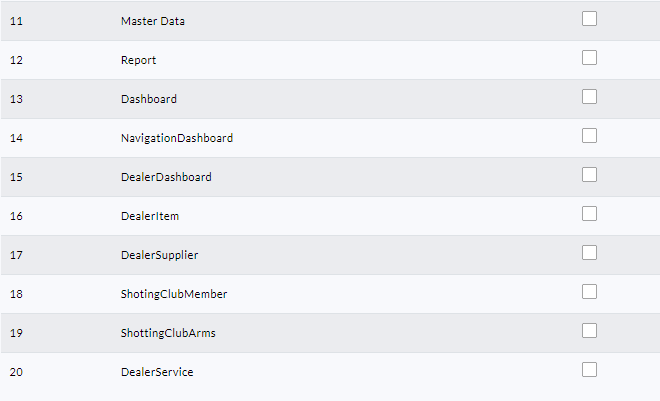 11 Master Data
12 Report
13 Dashboard
14 NavigationDashboard
15 DealerDashboard
16 DealerItem
17 DealerSupplier
18 ShotingClubMember
19 ShottingClubArms
20 DealerService